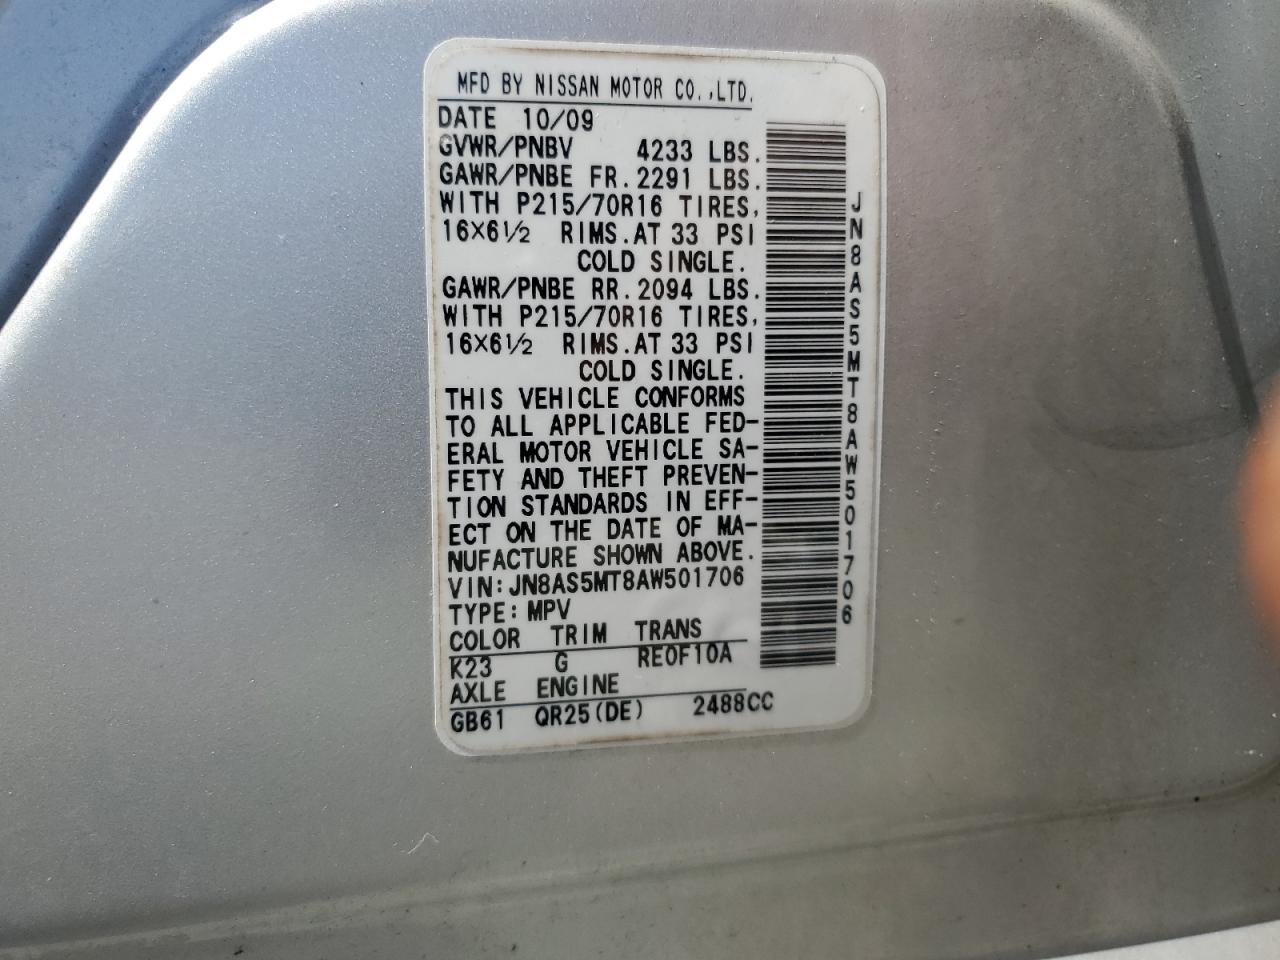 MFD BY NISSAN MOTOR CO.,LTD.
DATE 10/09
GVWR/PNBV 4233 LBS.
GAWR/PNBE FR.2291 LBS.
WITH P215/70R16 TIRES,
16×6½ RIMS.AT 33 PSI
COLD SINGLE.
GAWR/PNBE RR.2094 LBS.
WITH P215/70R16 TIRES,
16×6½ RIMS.AT 33 PSI
COLD SINGLE.
THIS VEHICLE CONFORMS
TO ALL APPLICABLE FED-
ERAL MOTOR VEHICLE SA-
FETY AND THEFT PREVEN-
TION STANDARDS IN EFF-
ECT ON THE DATE OF MA-
NUFACTURE SHOWN ABOVE.
VIN:JN8AS5MT8AW501706
TYPE:MPV
COLOR TRIM TRANS
K23 G RE0F10A
AXLE ENGINE
GB61 QR25(DE) 2488CC
JN8AS5MT8AW501706